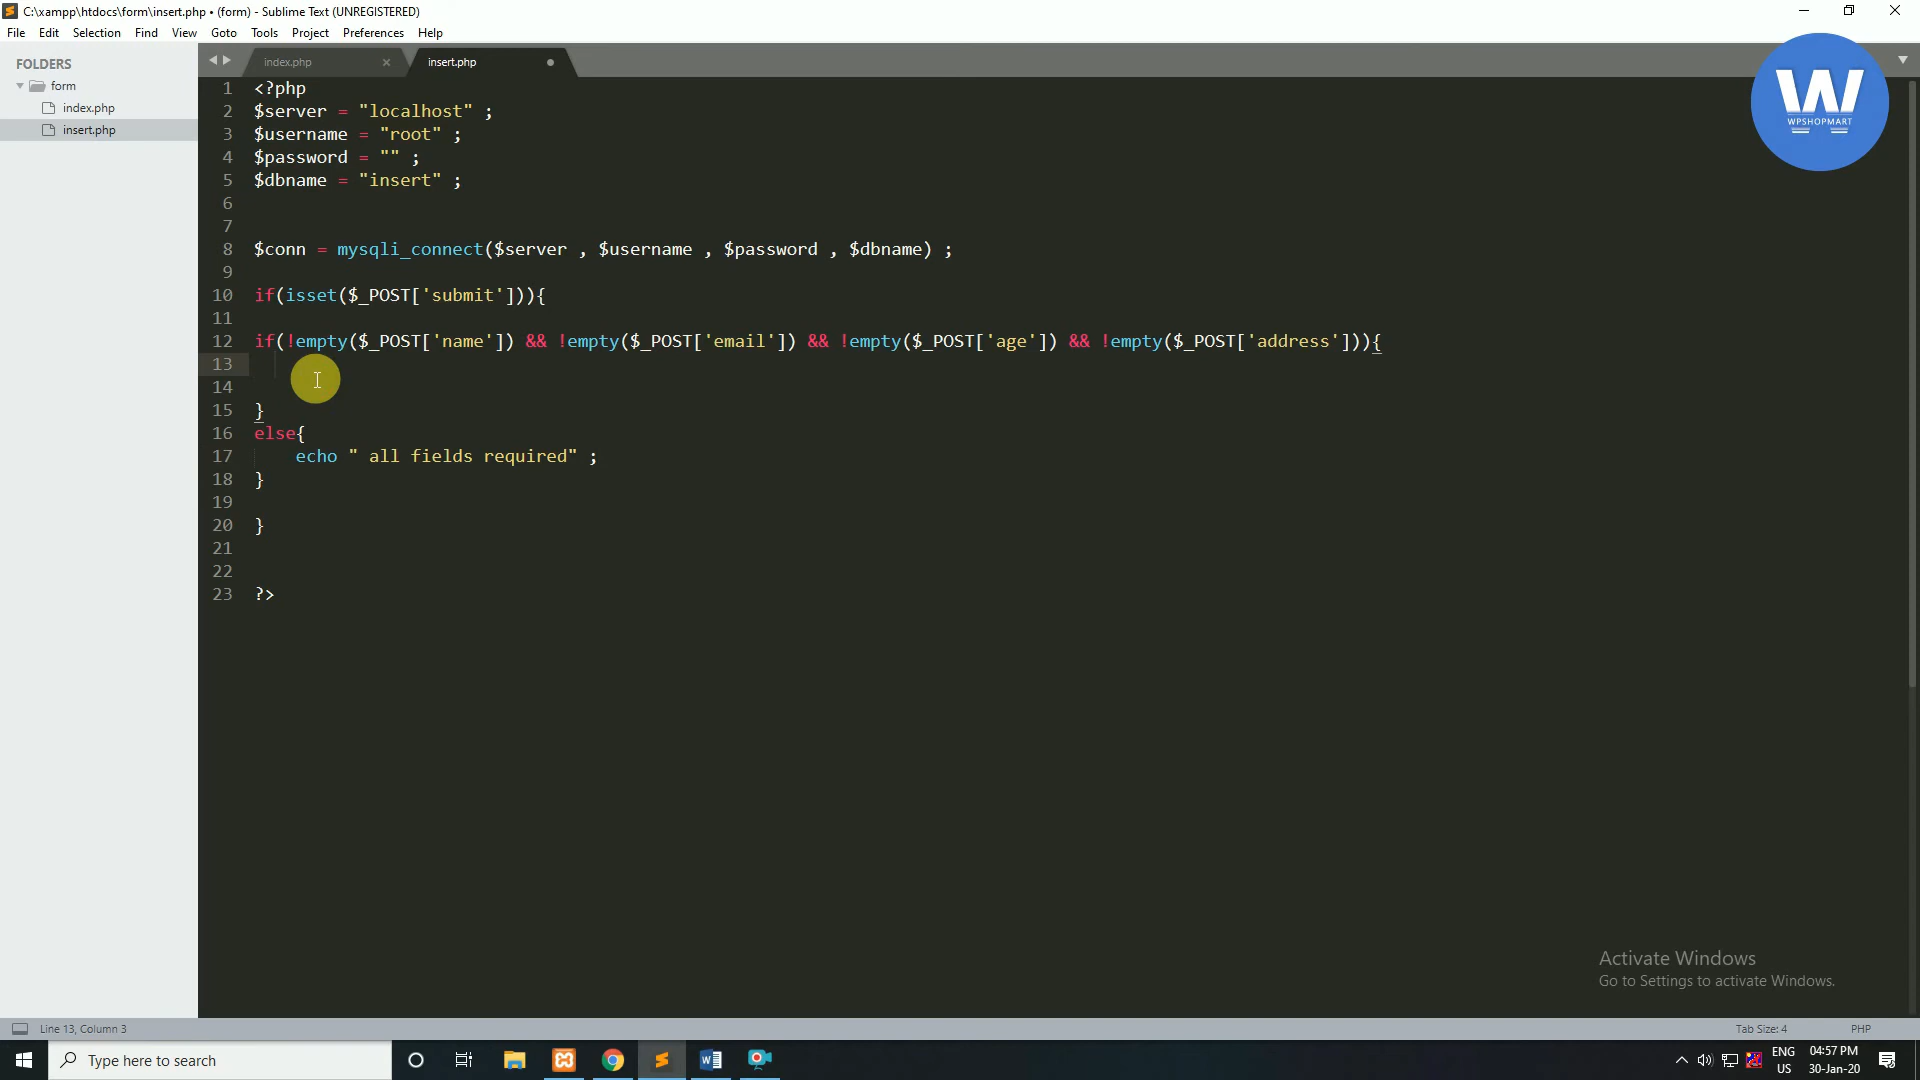 C:\xampp\htdocs\form\insert.php • (form) - Sublime Text (UNREGISTERED)
File Edit Selection Find View Goto Tools Project Preferences Help
FOLDERS
form
index.php
insert.php
index.php insert.php
W
WPSHOPMART
1 <?php
2 $server = "localhost" ;
3 $username = "root" ;
4 $password = "" ;
5 $dbname = "insert" ;
6
7
8 $conn = mysqli_connect($server , $username , $password , $dbname) ;
9
10 if(isset($_POST['submit'])){
11
12 if(!empty($_POST['name']) && !empty($_POST['email']) && !empty($_POST['age']) && !empty($_POST['address'])){
13
14
15 }
16 else{
17 echo " all fields required" ;
18 }
19
20 }
21
22
23 ?>
Activate Windows
Go to Settings to activate Windows.
Line 13, Column 3 Tab Size: 4 PHP
Type here to search
ENG
US
04:57 PM
30-Jan-20